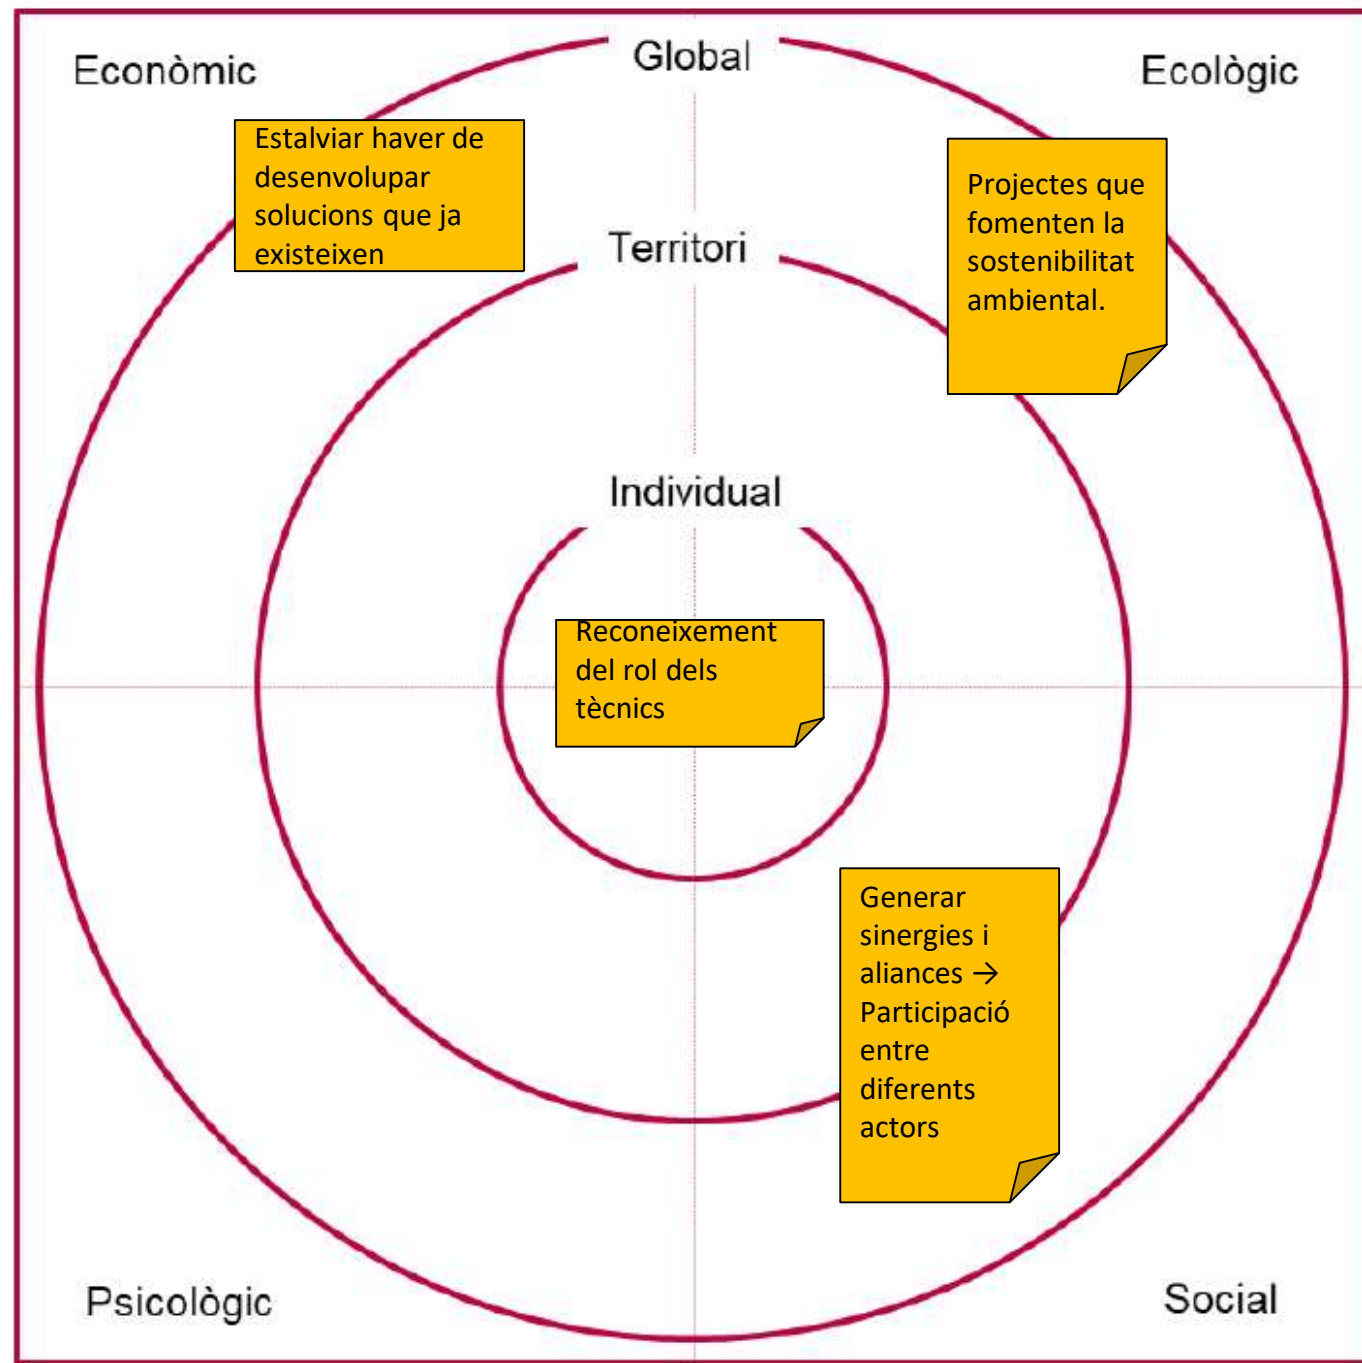 Econòmic
Global
Ecològic
Estalviar haver de
desenvolupar
solucions que ja
existeixen
Projectes que
fomenten la
sostenibilitat
ambiental.
Territori
Individual
Reconeixement
del rol dels
tècnics
Generar
sinergies i
aliances →
Participació
entre
diferents
actors
Psicològic
Social